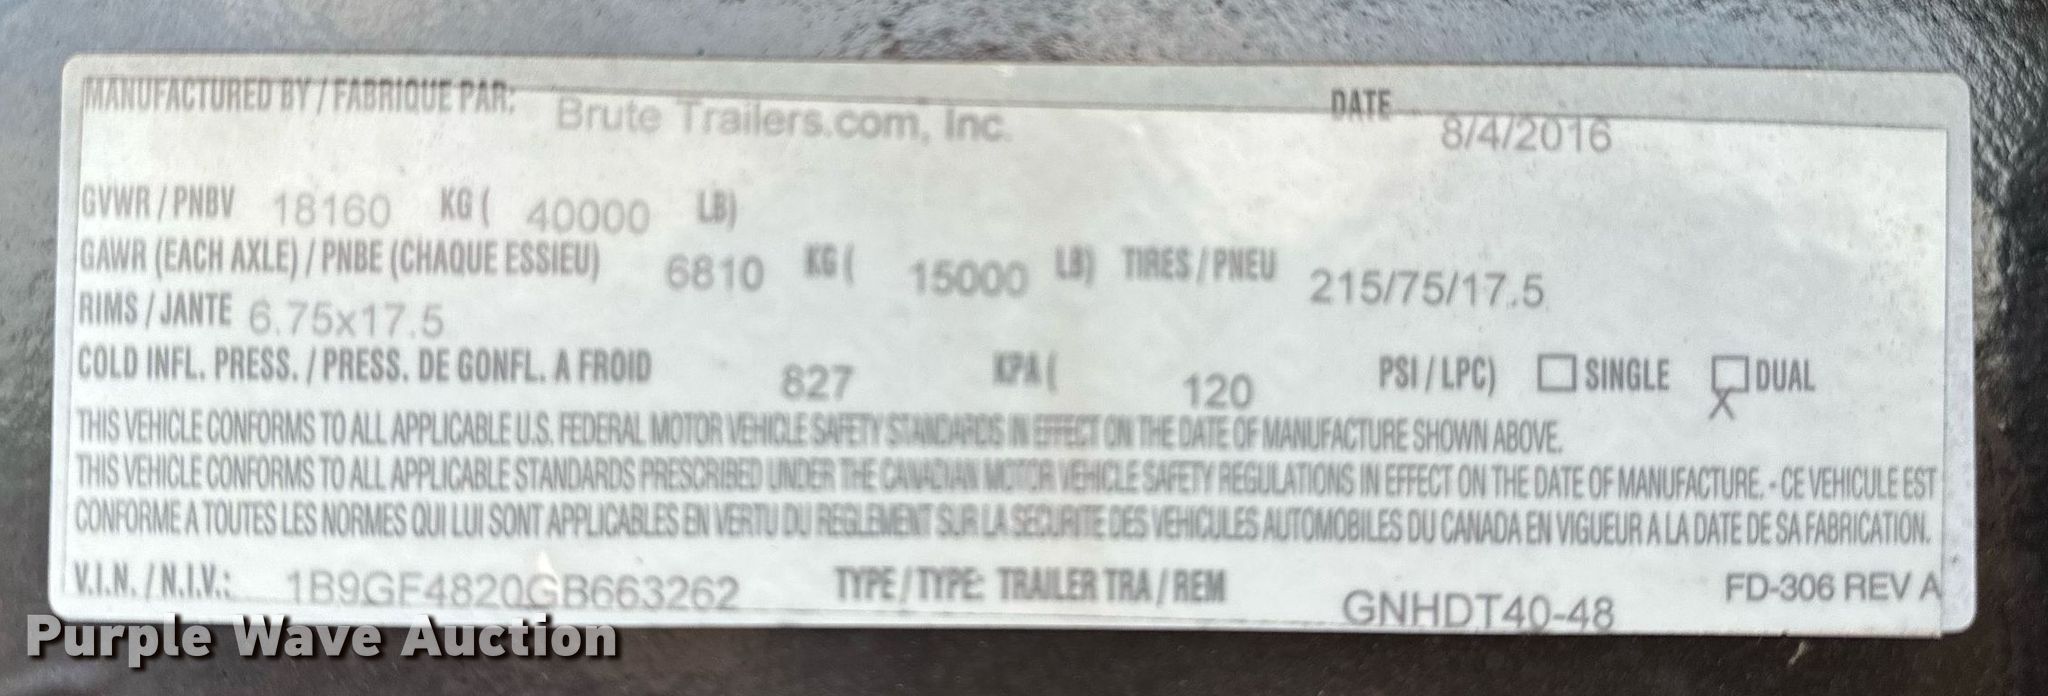 MANUFACTURED BY / FABRIQUE PAR: Brute Trailers.com, Inc. DATE 8/4/2016
GVWR / PNBV 18160 KG ( 40000 LB)
GAWR (EACH AXLE) / PNBE (CHAQUE ESSIEU) 6810 KG ( 15000 LB) TIRES / PNEU 215/75/17.5
RIMS / JANTE 6.75x17.5
COLD INFL. PRESS. / PRESS. DE GONFL. A FROID 827 KPA ( 120 PSI / LPC) SINGLE X DUAL
THIS VEHICLE CONFORMS TO ALL APPLICABLE U.S. FEDERAL MOTOR VEHICLE SAFETY STANDARDS IN EFFECT ON THE DATE OF MANUFACTURE SHOWN ABOVE.
THIS VEHICLE CONFORMS TO ALL APPLICABLE STANDARDS PRESCRIBED UNDER THE CANADIAN MOTOR VEHICLE SAFETY REGULATIONS IN EFFECT ON THE DATE OF MANUFACTURE. - CE VEHICULE EST
CONFORME A TOUTES LES NORMES QUI LUI SONT APPLICABLES EN VERTU DU REGLEMENT SUR LA SECURITE DES VEHICULES AUTOMOBILES DU CANADA EN VIGUEUR A LA DATE DE SA FABRICATION.
V.I.N. / N.I.V.: 1B9GF4820GB663262 TYPE / TYPE: TRAILER TRA / REM GNHDT40-48 FD-306 REV A
Purple Wave Auction